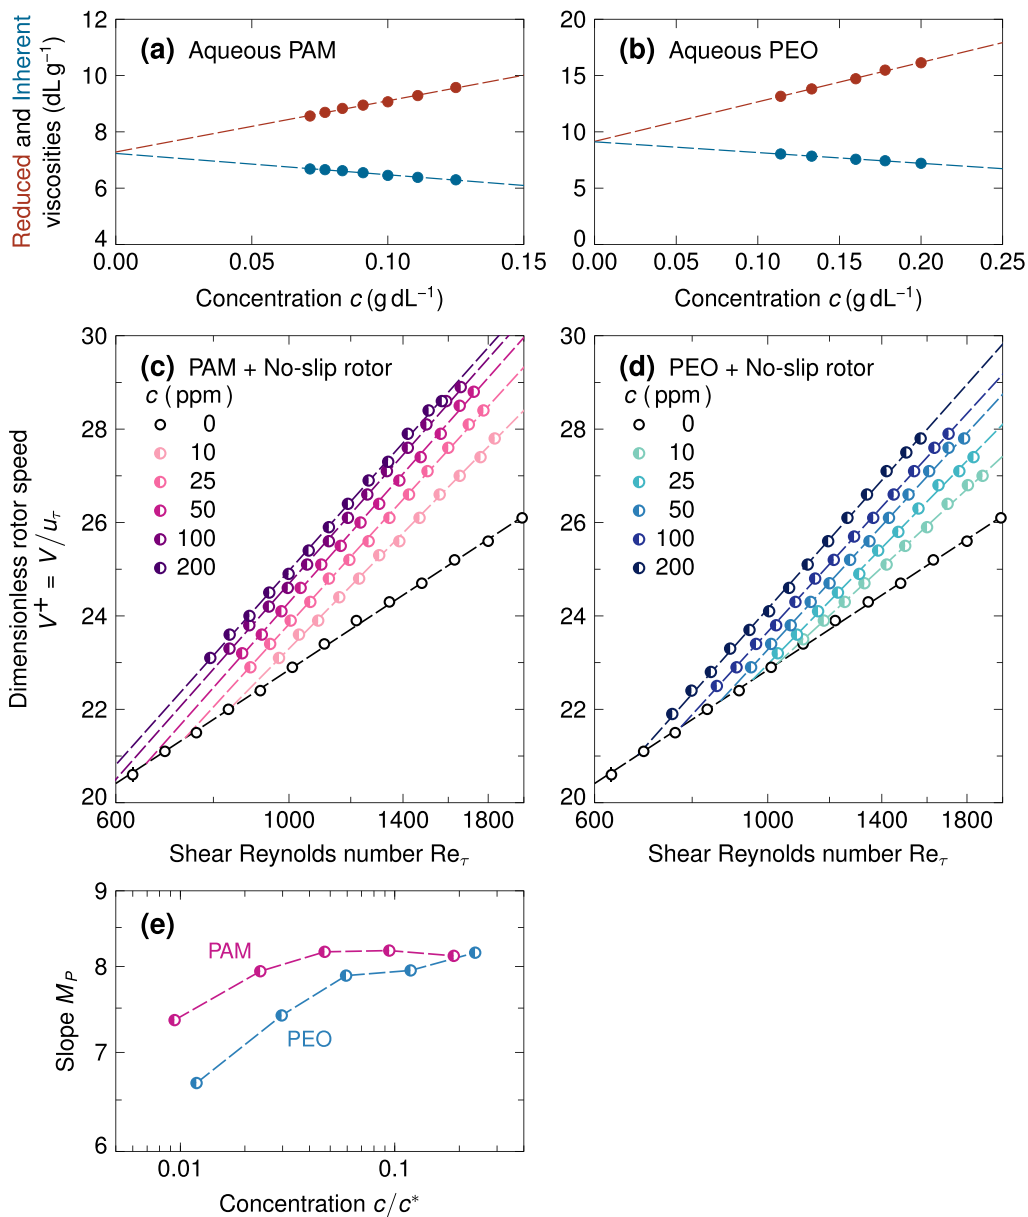 (a) Aqueous PAM
Reduced and Inherent
viscosities (dL g⁻¹)
12
10
8
6
4
0.00 0.05 0.10 0.15
Concentration c (g dL⁻¹)
(b) Aqueous PEO
20
15
10
5
0
0.00 0.05 0.10 0.15 0.20 0.25
Concentration c (g dL⁻¹)
(c) PAM + No-slip rotor
c (ppm)
0
10
25
50
100
200
Dimensionless rotor speed
V⁺ = V/u_τ
30
28
26
24
22
20
600 1000 1400 1800
Shear Reynolds number Re_τ
(d) PEO + No-slip rotor
c (ppm)
0
10
25
50
100
200
30
28
26
24
22
20
600 1000 1400 1800
Shear Reynolds number Re_τ
(e)
PAM
PEO
Slope M_P
9
8
7
6
0.01 0.1
Concentration c/c*